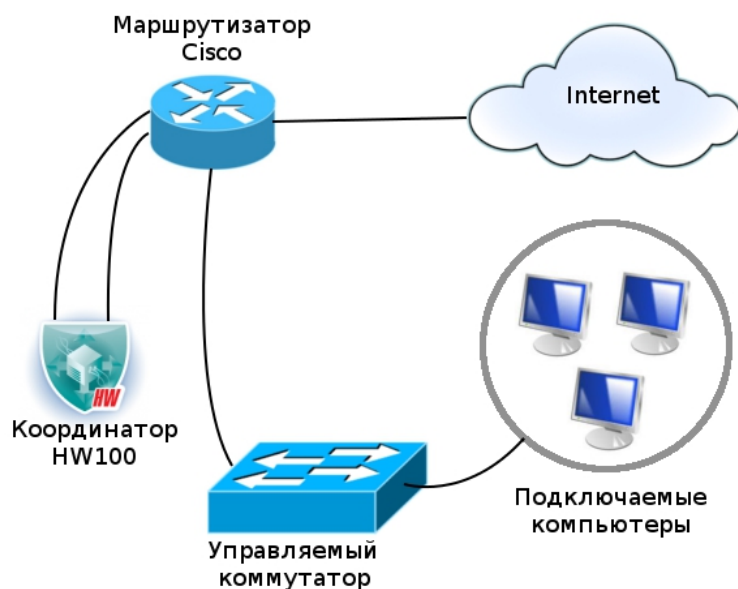 Маршрутизатор
Cisco
Internet
HW
Координатор
HW100
Подключаемые
компьютеры
Управляемый
коммутатор